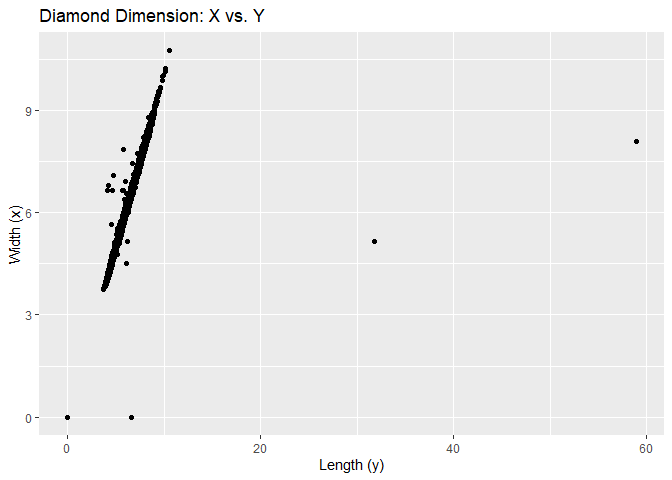 Diamond Dimension: X vs. Y
Width (x)
9
6
3
0
0
20
40
60
Length (y)